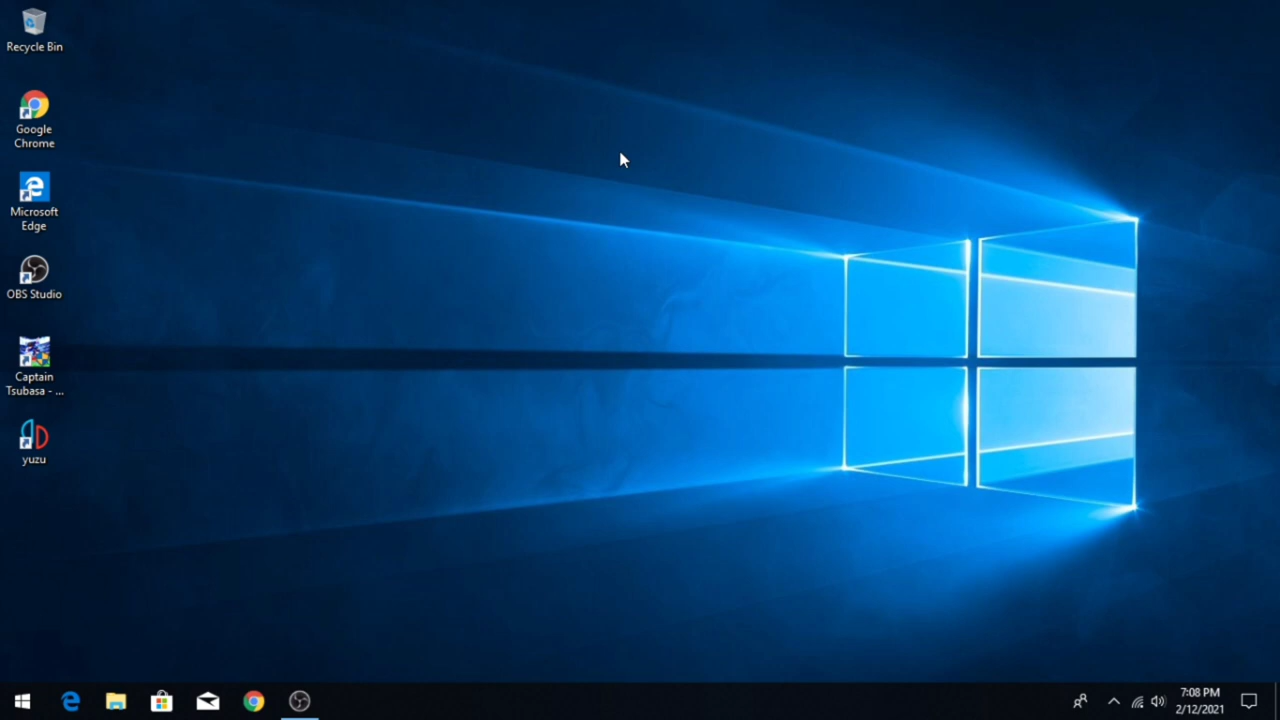 Recycle Bin
Google
Chrome
Microsoft
Edge
OBS Studio
Captain
Tsubasa - ...
yuzu
7:08 PM
2/12/2021